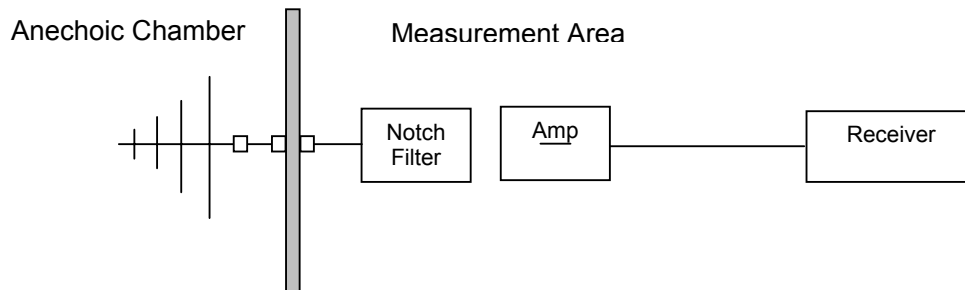 Anechoic Chamber
Measurement Area
Notch
Filter
Amp
Receiver